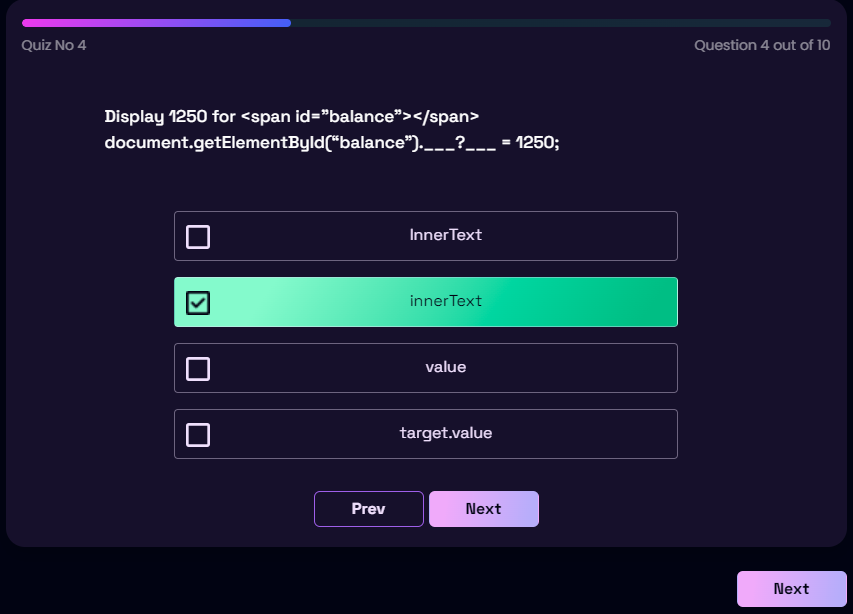 Quiz No 4
Question 4 out of 10
Display 1250 for <span id=”balance”></span>
document.getElementById(“balance”).___?___ = 1250;
InnerText
innerText
value
target.value
Prev
Next
Next